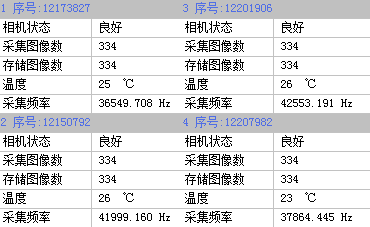 1 序号:12173827 3 序号:12201906
相机状态 良好 相机状态 良好
采集图像数 334 采集图像数 334
存储图像数 334 存储图像数 334
温度 25 ℃ 温度 26 ℃
采集频率 36549.708 Hz 采集频率 42553.191 Hz
2 序号:12150792 4 序号:12207982
相机状态 良好 相机状态 良好
采集图像数 334 采集图像数 334
存储图像数 334 存储图像数 334
温度 26 ℃ 温度 23 ℃
采集频率 41999.160 Hz 采集频率 37864.445 Hz